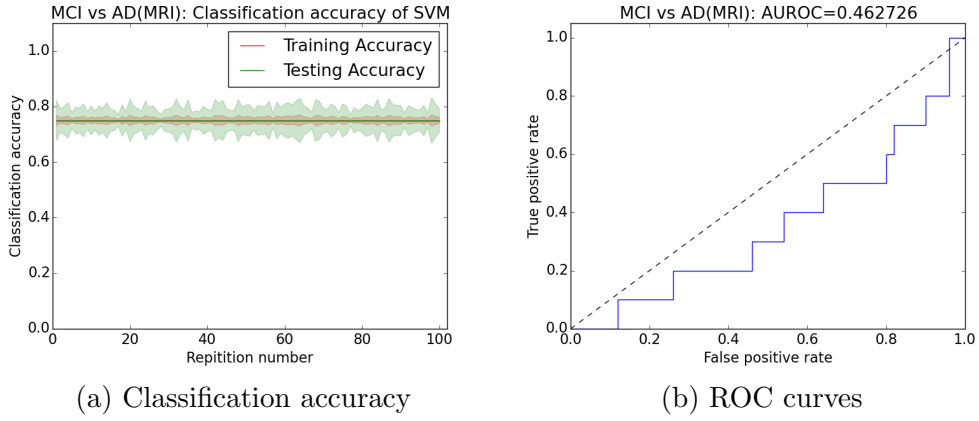 MCI vs AD(MRI): Classification accuracy of SVM
1.0
0.8
0.6
0.4
0.2
0.0
Classification accuracy
Training Accuracy
Testing Accuracy
0 20 40 60 80 100
Repitition number
(a) Classification accuracy
MCI vs AD(MRI): AUROC=0.462726
1.0
0.8
0.6
0.4
0.2
0.0
True positive rate
0.0 0.2 0.4 0.6 0.8 1.0
False positive rate
(b) ROC curves